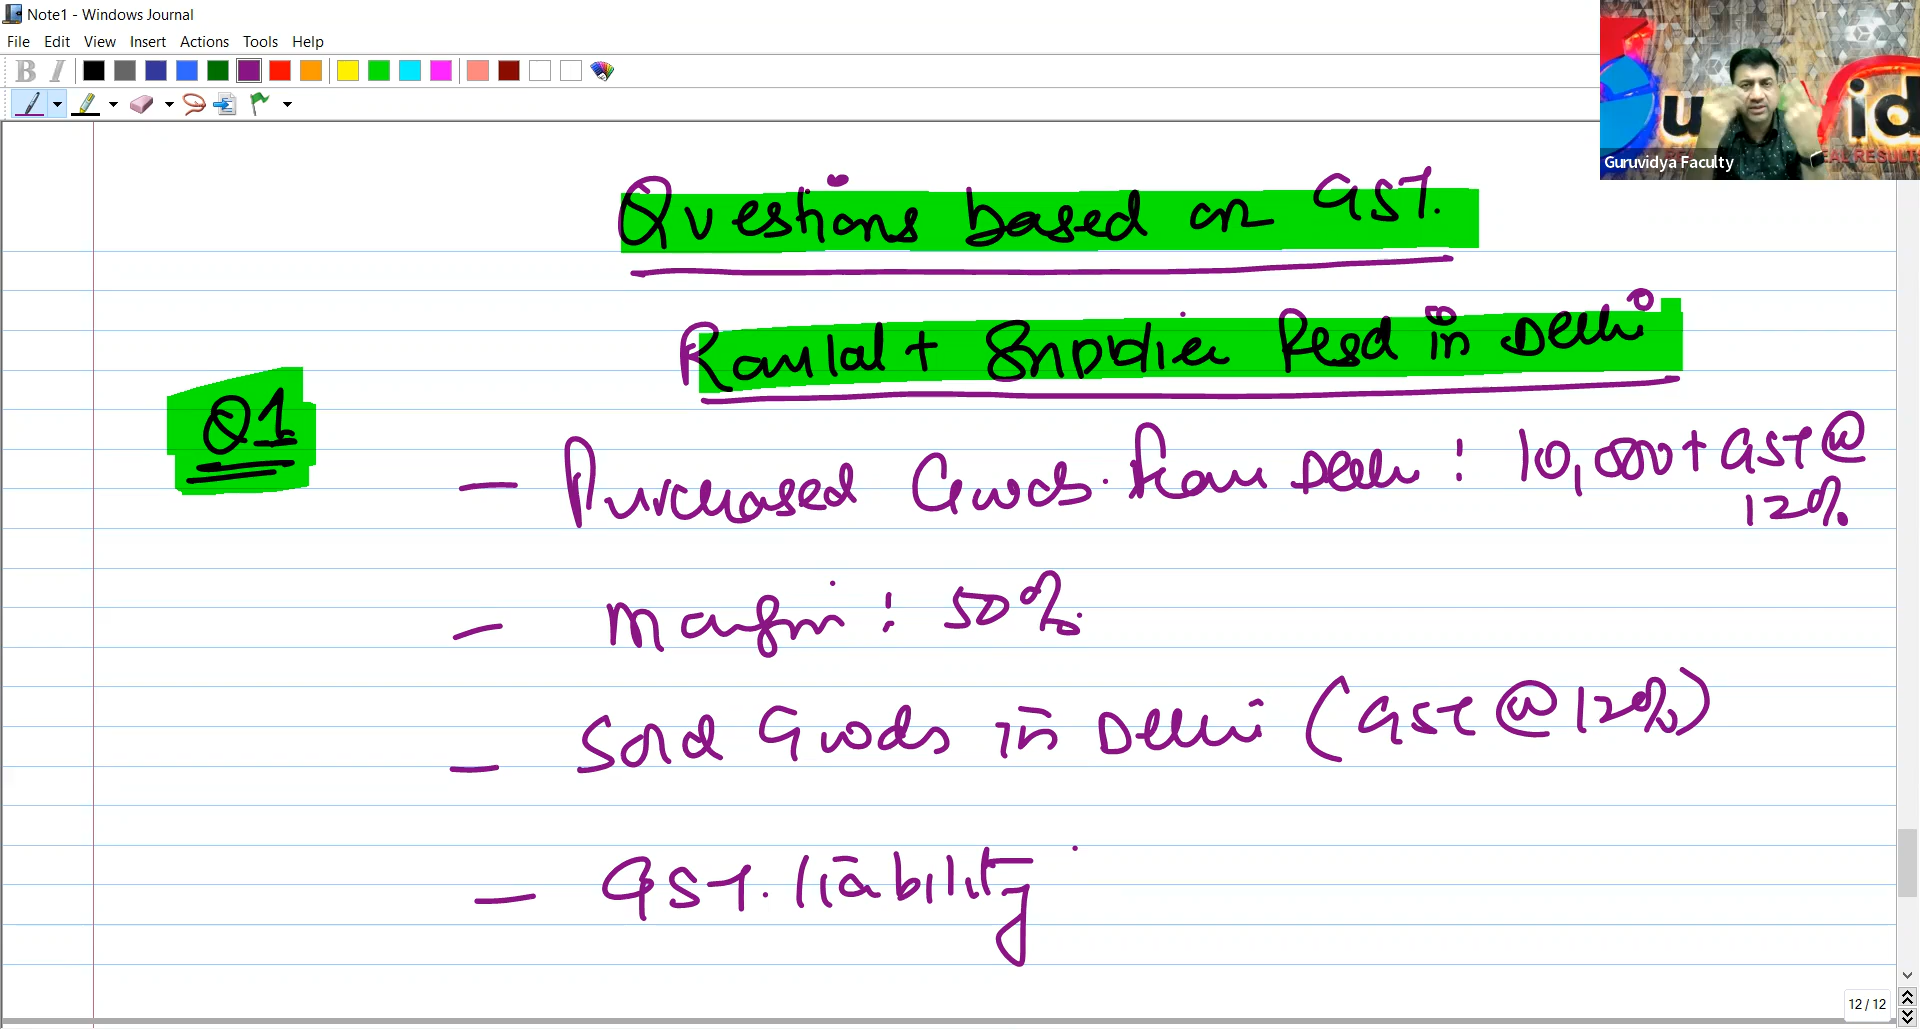 Note1 - Windows Journal
File Edit View Insert Actions Tools Help
B I
Guruvidya Faculty
Questions based on GST.
Ramlal + Supplier Regd in Delhi
Q1
- Purchased Goods from Delhi : 10,000 + GST @ 12%
- Margin : 50%
- Sold Goods in Delhi (GST @ 12%)
- GST liability
12 / 12